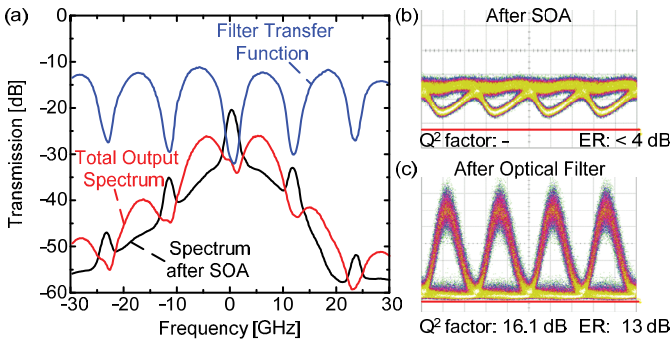 (a)
0
-10
-20
-30
-40
-50
-60
Transmission [dB]
-30 -20 -10 0 10 20 30
Frequency [GHz]
Filter Transfer
Function
Total Output
Spectrum
Spectrum
after SOA
(b) After SOA
Q² factor: - ER: < 4 dB
(c) After Optical Filter
Q² factor: 16.1 dB ER: 13 dB